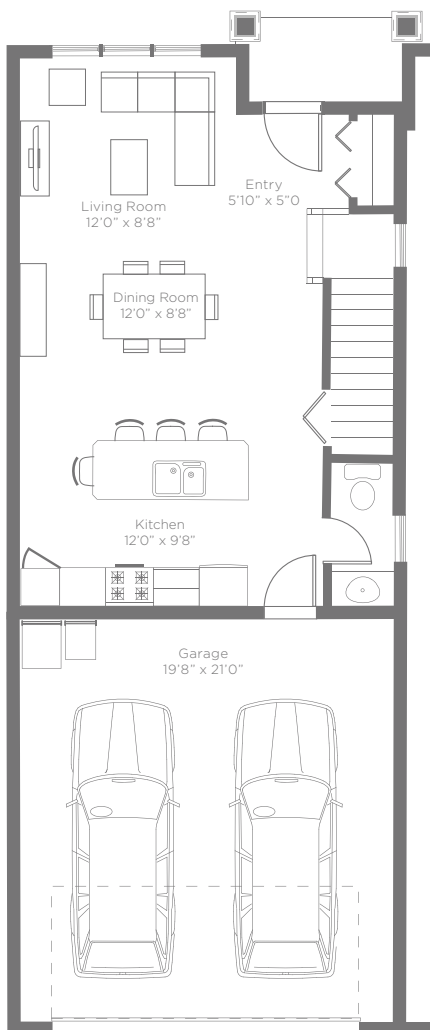 Entry
5'10" x 5"0
Living Room
12'0" x 8'8"
Dining Room
12'0" x 8'8"
Kitchen
12'0" x 9'8"
Garage
19'8" x 21'0"